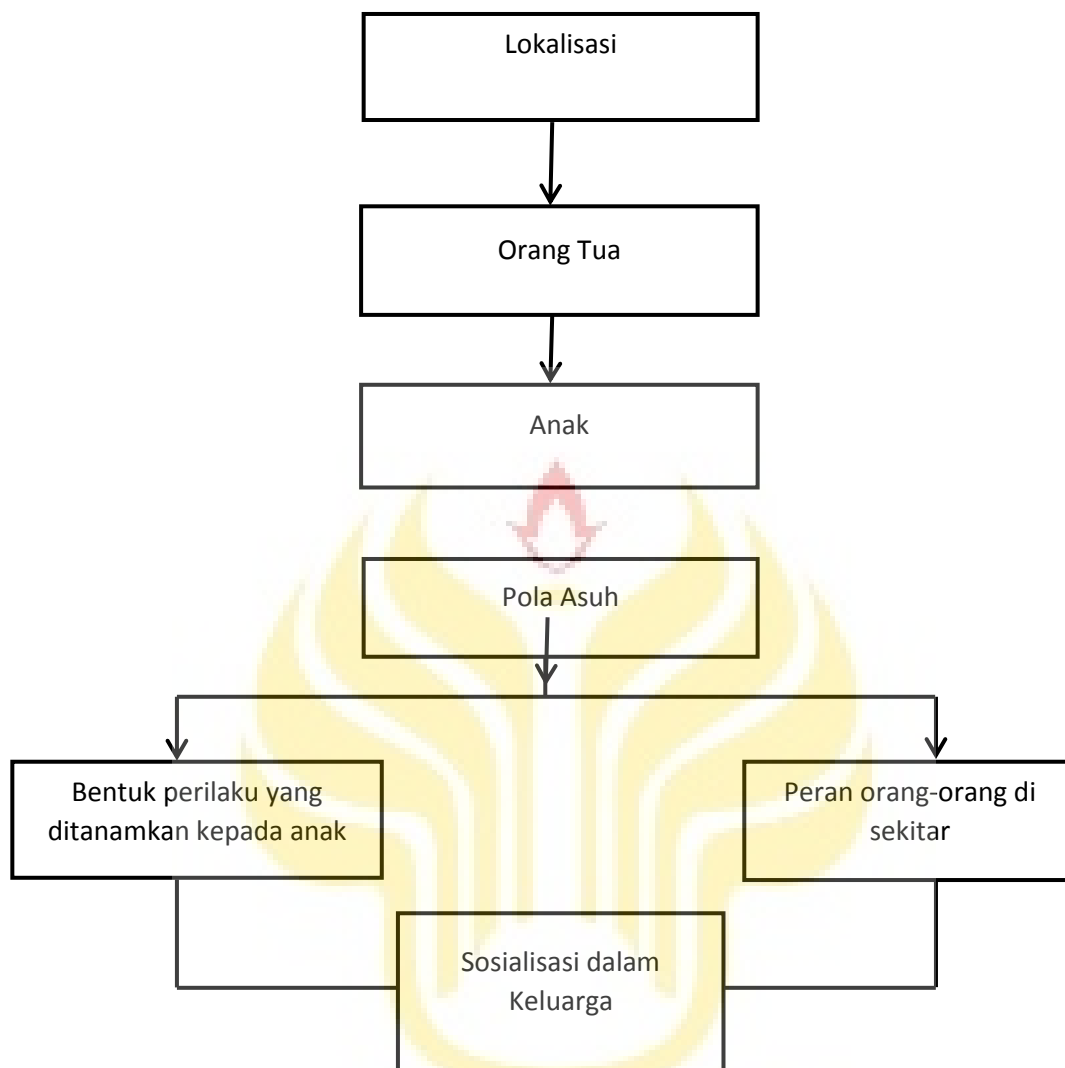 Lokalisasi
Orang Tua
Anak
Pola Asuh
Bentuk perilaku yang
ditanamkan kepada anak
Peran orang-orang di
sekitar
Sosialisasi dalam
Keluarga